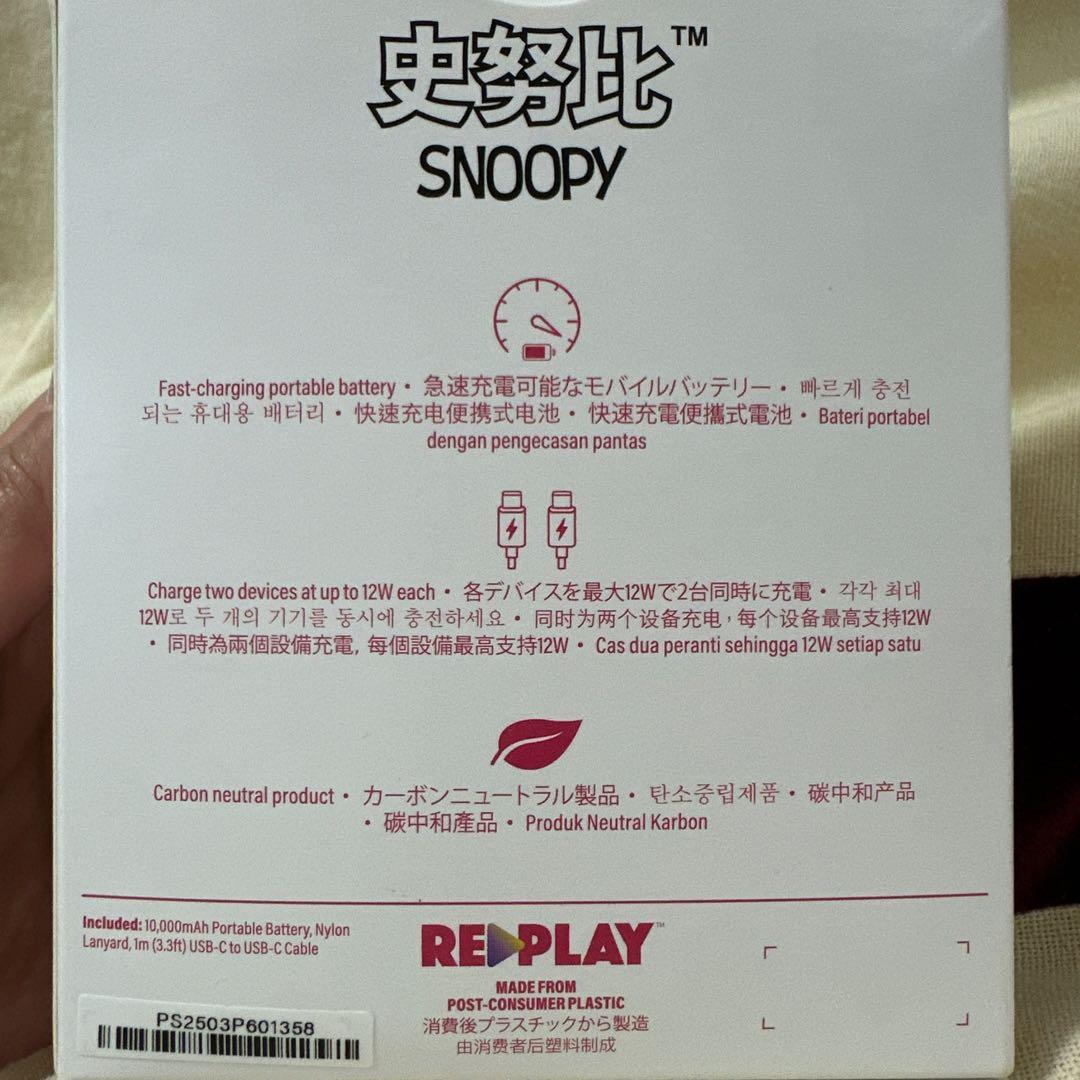 史努比™
SNOOPY
Fast-charging portable battery • 急速充電可能なモバイルバッテリー • 빠르게 충전
되는 휴대용 배터리 • 快速充电便携式电池 • 快速充電便攜式電池 • Bateri portabel
dengan pengecasan pantas
Charge two devices at up to 12W each • 各デバイスを最大12Wで2台同時に充電 • 각각 최대
12W로 두 개의 기기를 동시에 충전하세요 • 同时为两个设备充电，每个设备最高支持12W
• 同時為兩個設備充電, 每個設備最高支持12W • Cas dua peranti sehingga 12W setiap satu
Carbon neutral product • カーボンニュートラル製品 • 탄소중립제품 • 碳中和产品
• 碳中和產品 • Produk Neutral Karbon
Included: 10,000mAh Portable Battery, Nylon
Lanyard, 1m (3.3ft) USB-C to USB-C Cable
PS2503P601358
REPLAY™
MADE FROM
POST-CONSUMER PLASTIC
消費後プラスチックから製造
由消费者后塑料制成